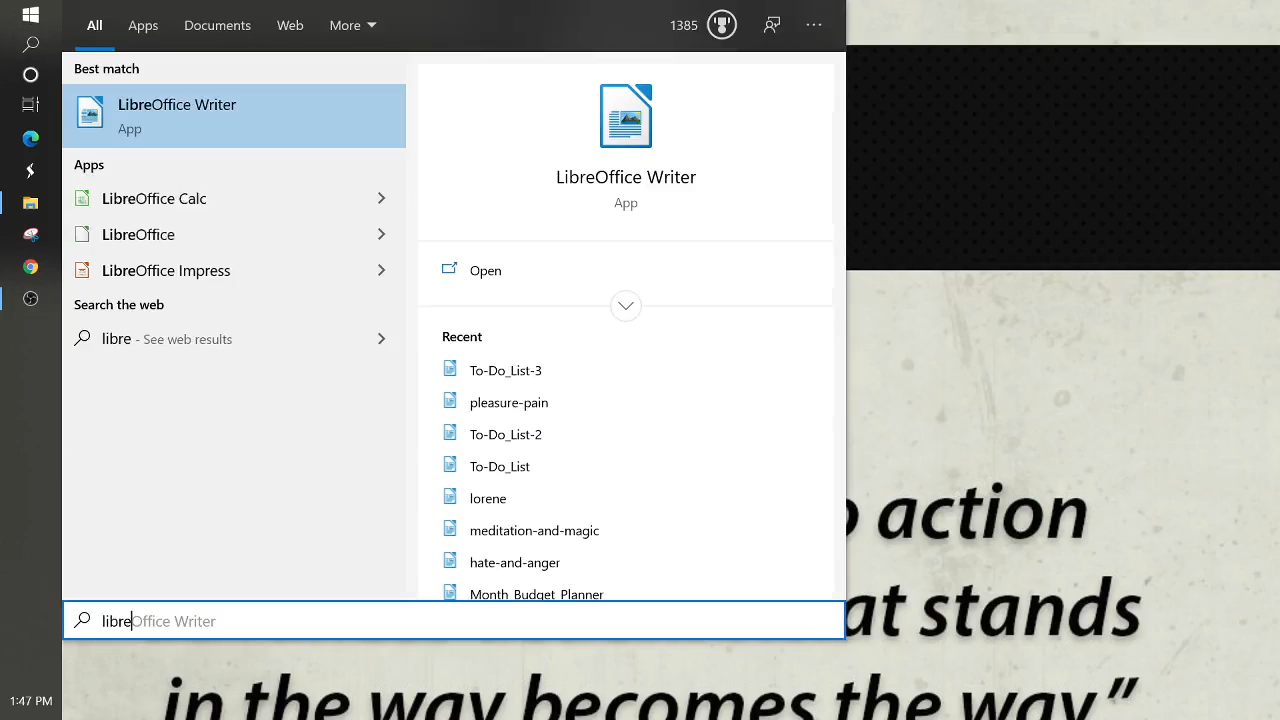 All
Apps
Documents
Web
More
1385
...
Best match
LibreOffice Writer
App
Apps
LibreOffice Calc
LibreOffice
LibreOffice Impress
Search the web
libre - See web results
LibreOffice Writer
App
Open
Recent
To-Do_List-3
pleasure-pain
To-Do_List-2
To-Do_List
lorene
meditation-and-magic
hate-and-anger
Month_Budget_Planner
libreOffice Writer
1:47 PM
action
stands
in the way becomes the way”